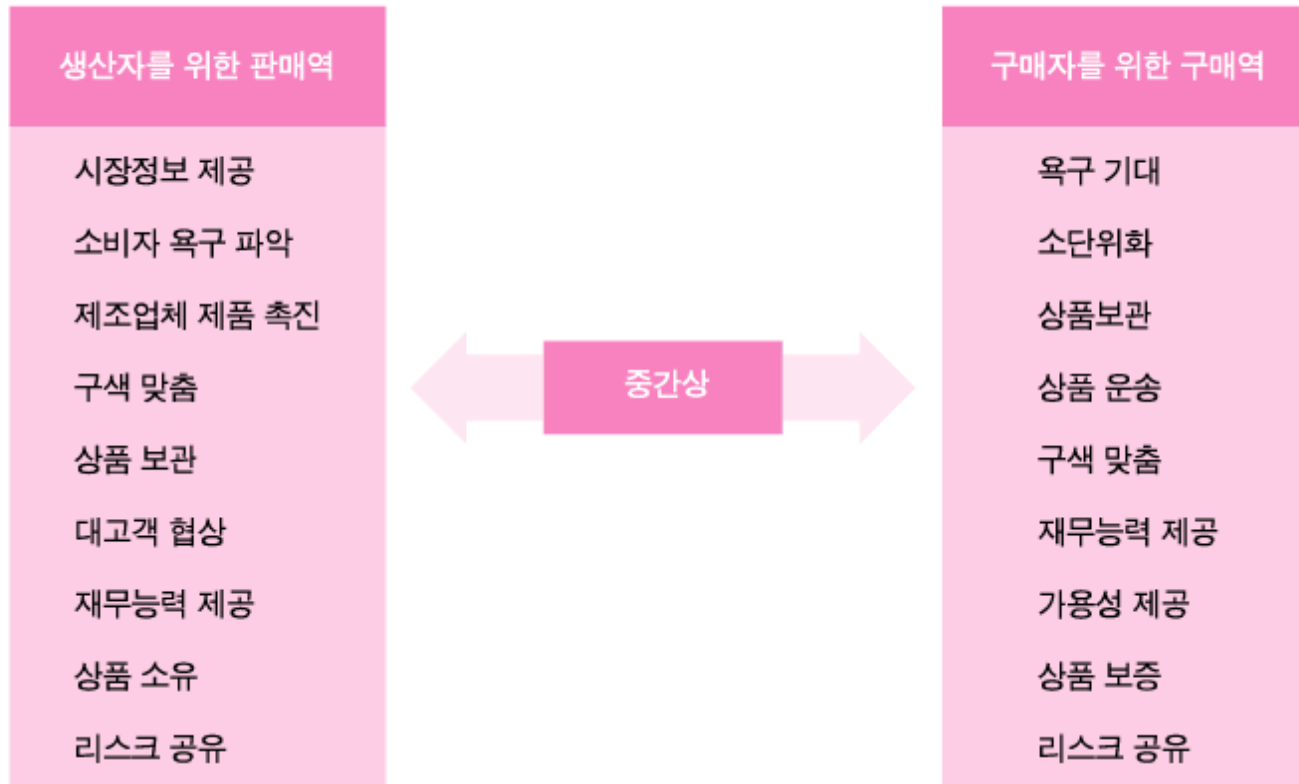 생산자를 위한 판매역
시장정보 제공
소비자 욕구 파악
제조업체 제품 촉진
구색 맞춤
상품 보관
대고객 협상
재무능력 제공
상품 소유
리스크 공유
중간상
구매자를 위한 구매역
욕구 기대
소단위화
상품보관
상품 운송
구색 맞춤
재무능력 제공
가용성 제공
상품 보증
리스크 공유